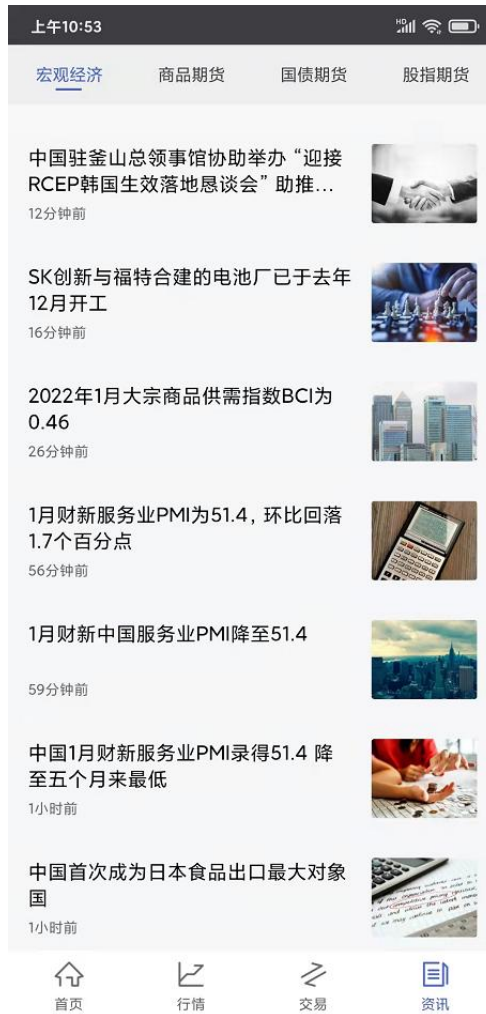 上午10:53
HD
宏观经济 商品期货 国债期货 股指期货
中国驻釜山总领事馆协助举办“迎接
RCEP韩国生效落地恳谈会”助推...
12分钟前
SK创新与福特合建的电池厂已于去年
12月开工
16分钟前
2022年1月大宗商品供需指数BCI为
0.46
26分钟前
1月财新服务业PMI为51.4，环比回落
1.7个百分点
56分钟前
1月财新中国服务业PMI降至51.4
59分钟前
中国1月财新服务业PMI录得51.4 降
至五个月来最低
1小时前
中国首次成为日本食品出口最大对象
国
1小时前
首页 行情 交易 资讯